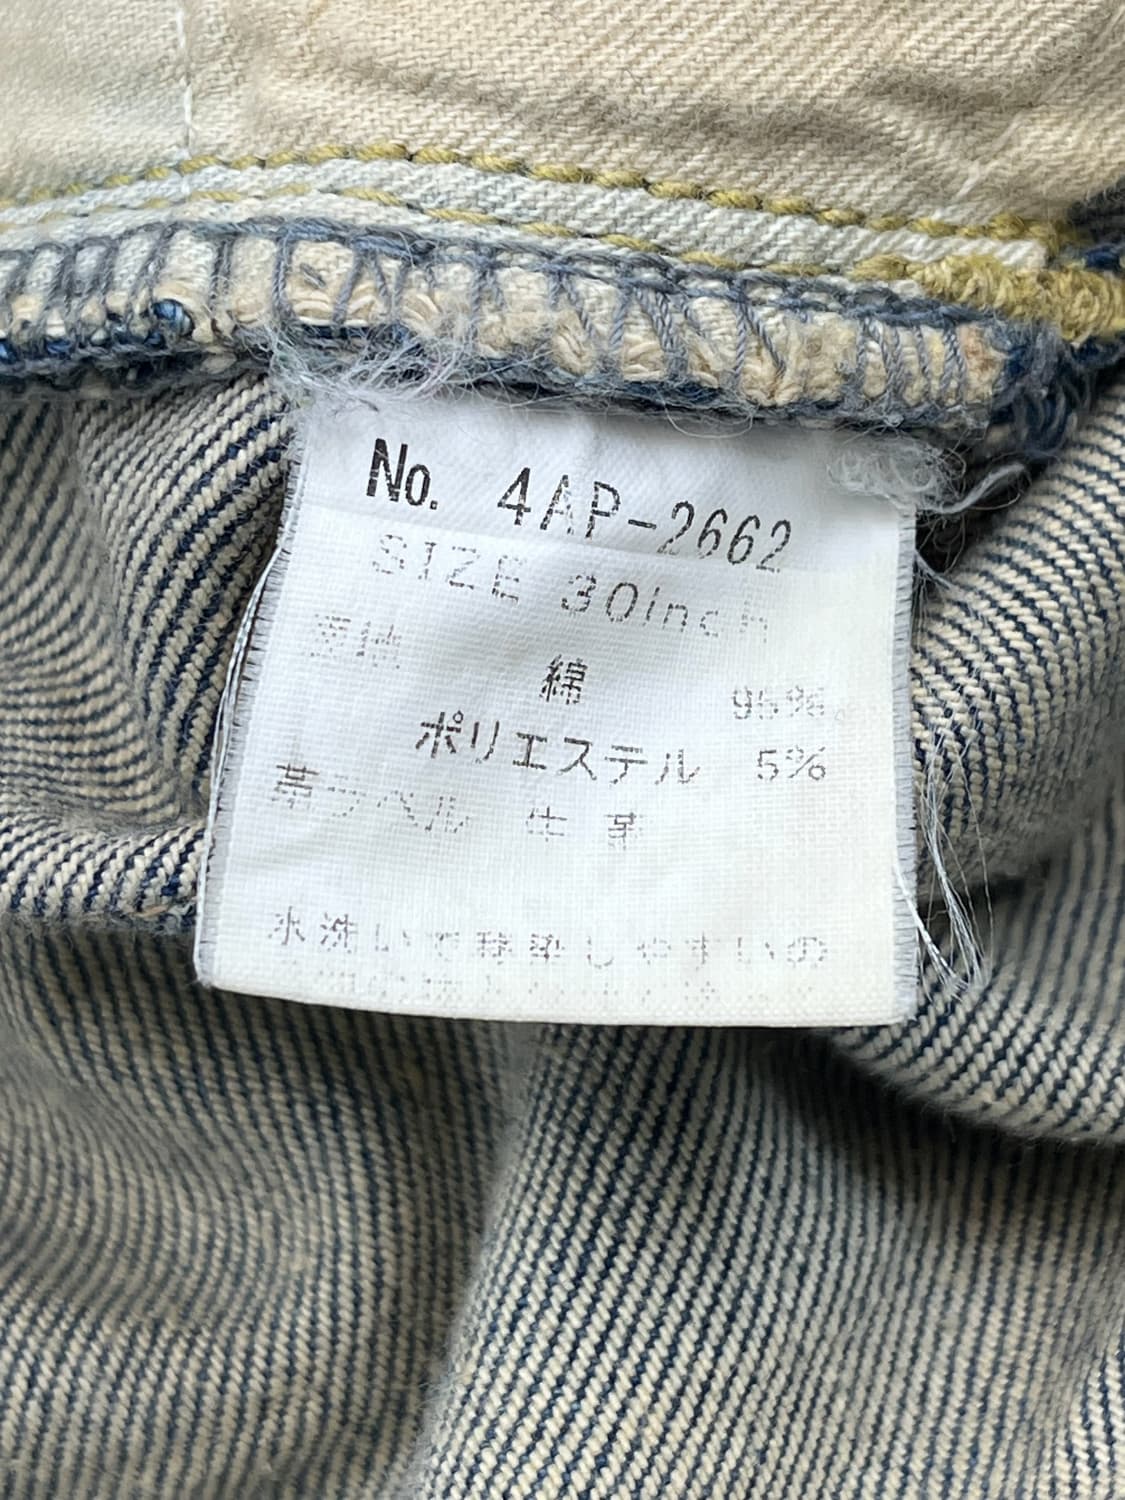 No. 4AP-2662
SIZE 30inch
表地
綿 95%
ポリエステル 5%
革ラベル 牛革
水洗いで移染しやすいの